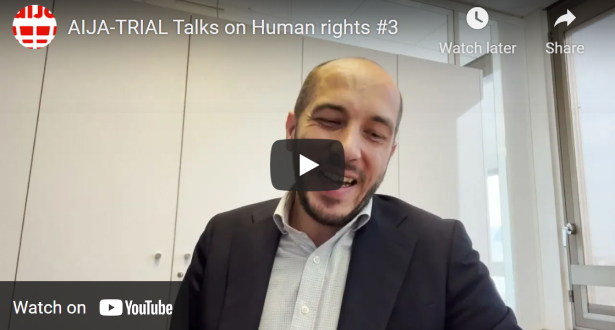 AIJA-TRIAL Talks on Human rights #3
Watch later
Share
Watch on YouTube